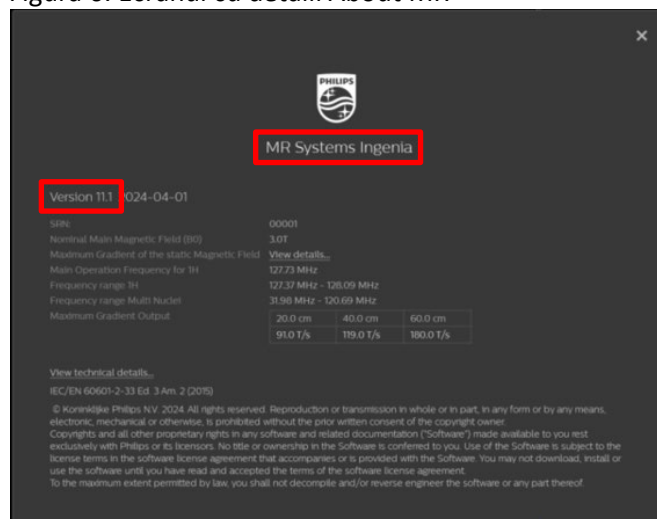 ×
PHILIPS
MR Systems Ingenia
Version 11.1 2024-04-01
SRN: 00001
Nominal Main Magnetic Field (B0) 3.0T
Maximum Gradient of the static Magnetic Field View details...
Main Operation Frequency for 1H 127.73 MHz
Frequency range 1H 127.37 MHz - 128.09 MHz
Frequency range Multi Nuclei 31.98 MHz - 120.69 MHz
Maximum Gradient Output 20.0 cm 40.0 cm 60.0 cm
91.0 T/s 119.0 T/s 180.0 T/s
View technical details...
IEC/EN 60601-2-33 Ed. 3 Am. 2 (2015)
© Koninklijke Philips N.V. 2024. All rights reserved. Reproduction or transmission in whole or in part, in any form or by any means,
electronic, mechanical or otherwise, is prohibited without the prior written consent of the copyright owner.
Copyrights and all other proprietary rights in any software and related documentation ("Software") made available to you rest
exclusively with Philips or its licensors. No title or ownership in the Software is conferred to you. Use of the Software is subject to the
license terms in the software license agreement that accompanies or is provided with the Software. You may not download, install or
use the software until you have read and accepted the terms of the software license agreement.
To the maximum extent permitted by law, you shall not decompile and/or reverse engineer the software or any part thereof.